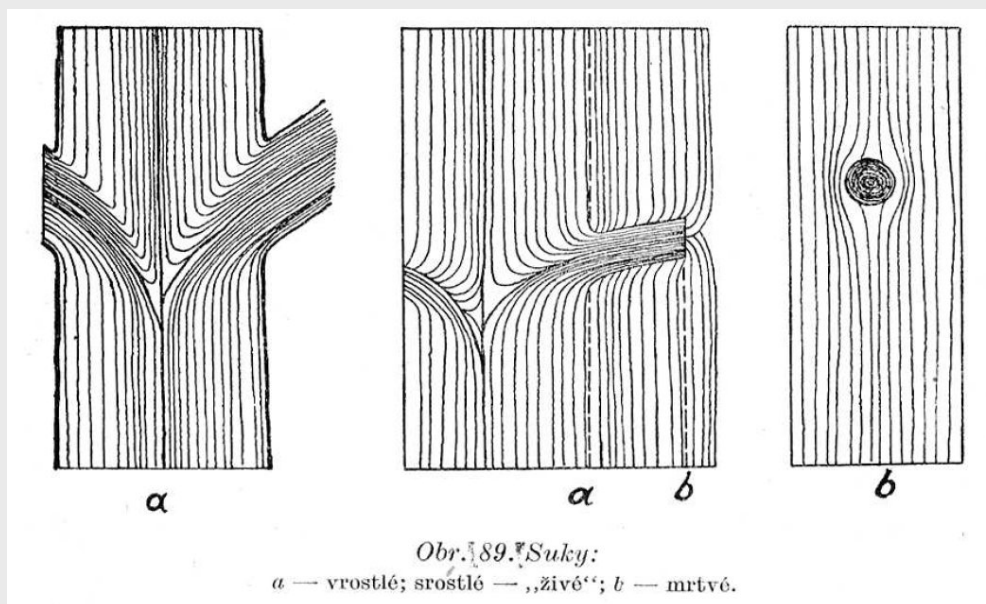 a
a b
b
Obr. 89. Suky:
a — vrostlé; srostlé — „živé“; b — mrtvé.